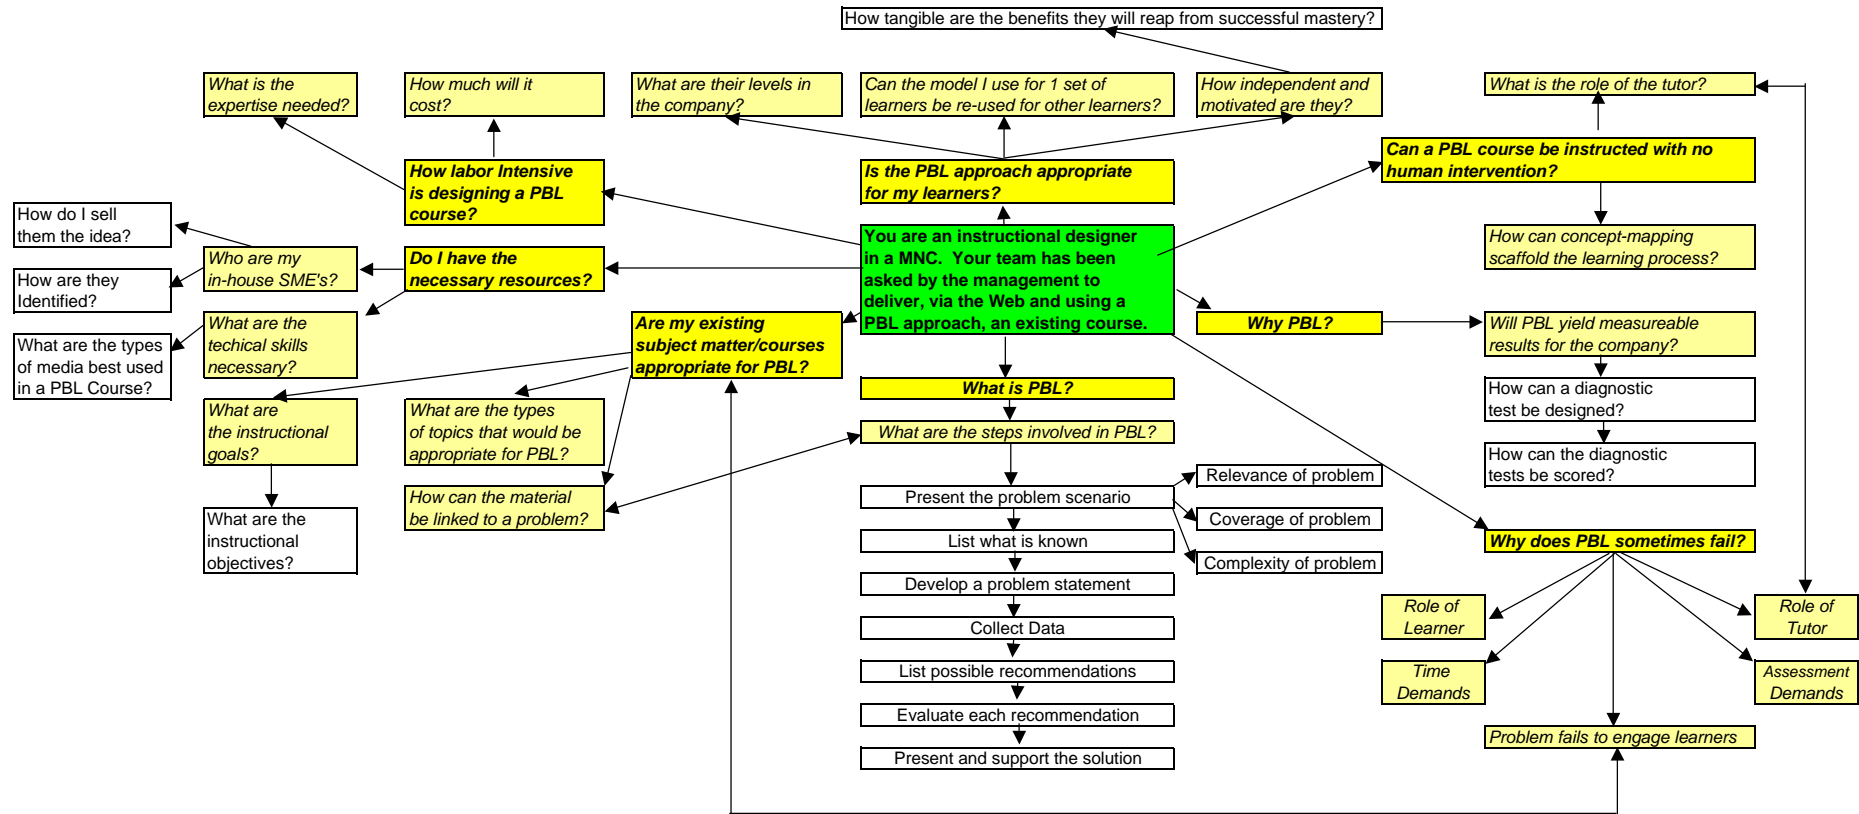 How tangible are the benefits they will reap from successful mastery?
What is the
expertise needed?
How much will it
cost?
What are their levels in
the company?
Can the model I use for 1 set of
learners be re-used for other learners?
How independent and
motivated are they?
What is the role of the tutor?
How labor Intensive
is designing a PBL
course?
Is the PBL approach appropriate
for my learners?
Can a PBL course be instructed with no
human intervention?
How do I sell
them the idea?
Who are my
in-house SME's?
Do I have the
necessary resources?
You are an instructional designer
in a MNC.  Your team has been
asked by the management to
deliver, via the Web and using a
PBL approach, an existing course.
How can concept-mapping
scaffold the learning process?
How are they
Identified?
What are the
techical skills
necessary?
Are my existing
subject matter/courses
appropriate for PBL?
Why PBL?
Will PBL yield measureable
results for the company?
What are the types
of media best used
in a PBL Course?
What is PBL?
How can a diagnostic
test be designed?
What are
the instructional
goals?
What are the types
of topics that would be
appropriate for PBL?
What are the steps involved in PBL?
How can the diagnostic
tests be scored?
How can the material
be linked to a problem?
Present the problem scenario
Relevance of problem
Coverage of problem
Complexity of problem
What are the
instructional
objectives?
List what is known
Why does PBL sometimes fail?
Develop a problem statement
Collect Data
Role of
Learner
Role of
Tutor
List possible recommendations
Time
Demands
Assessment
Demands
Evaluate each recommendation
Problem fails to engage learners
Present and support the solution